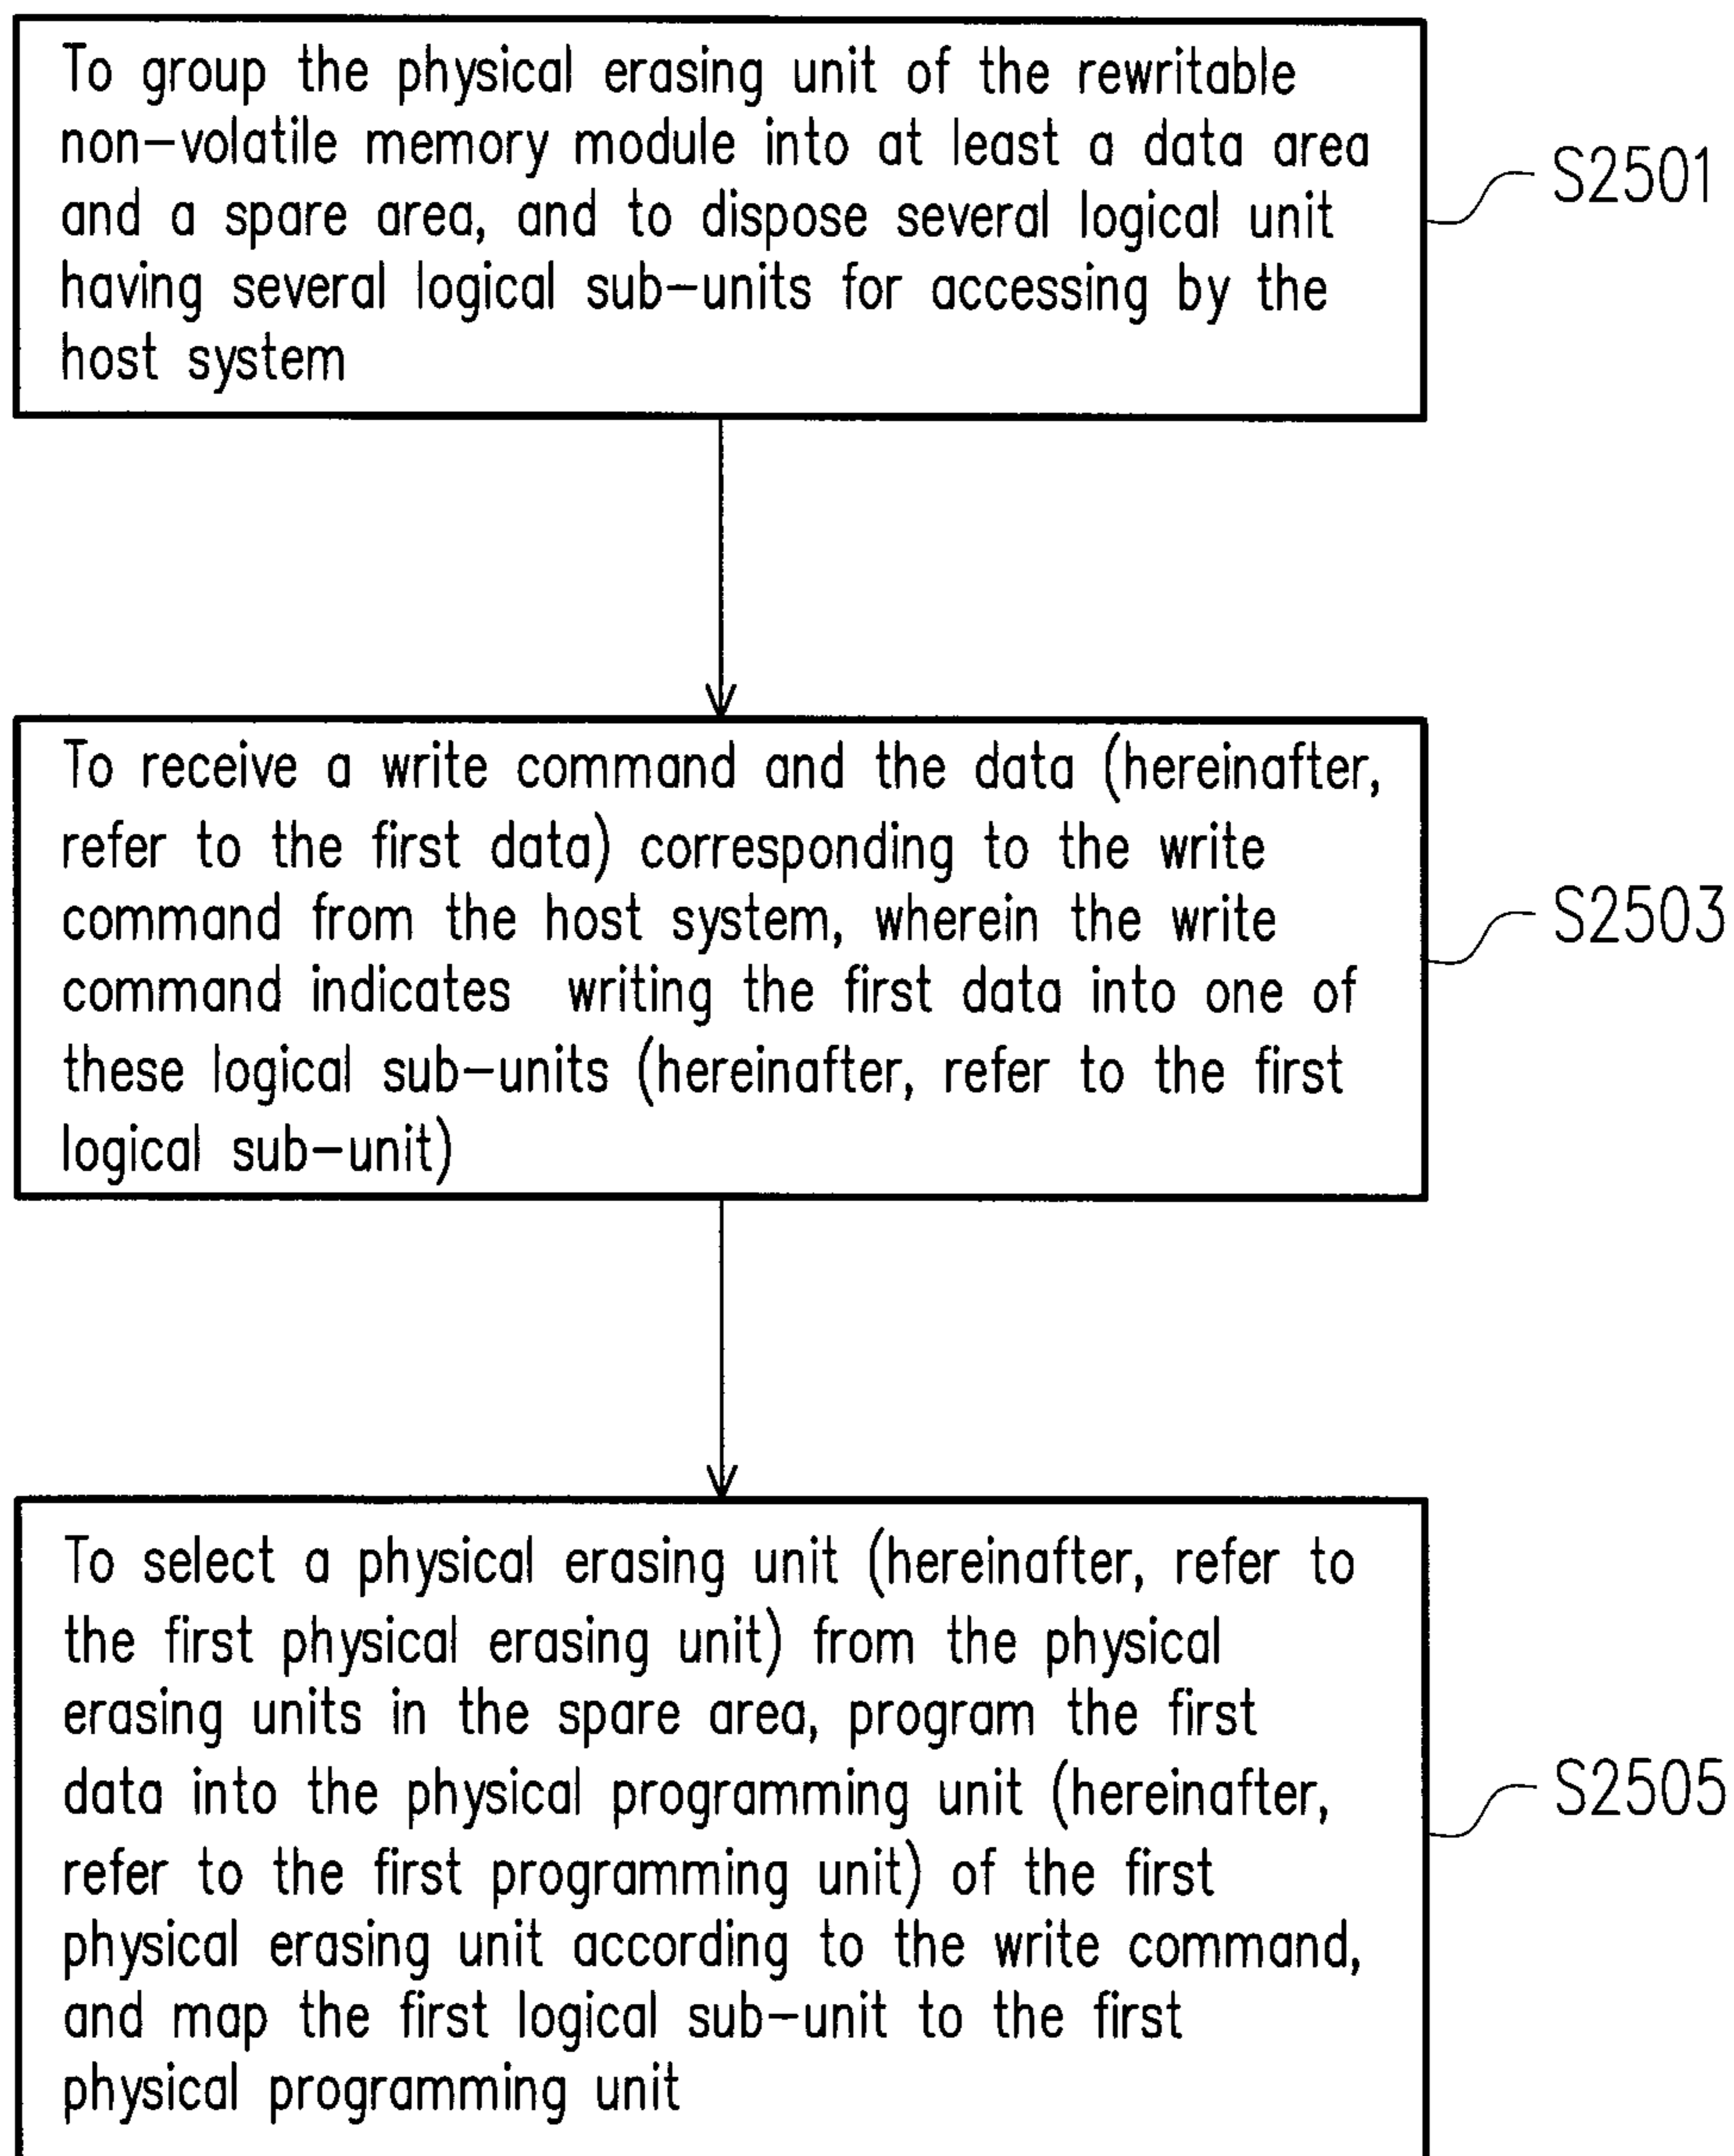 To group the physical erasing unit of the rewritable
non-volatile memory module into at least a data area
and a spare area, and to dispose several logical unit
having several logical sub-units for accessing by the
host system
S2501
To receive a write command and the data (hereinafter,
refer to the first data) corresponding to the write
command from the host system, wherein the write
command indicates writing the first data into one of
these logical sub-units (hereinafter, refer to the first
logical sub-unit)
S2503
To select a physical erasing unit (hereinafter, refer to
the first physical erasing unit) from the physical
erasing units in the spare area, program the first
data into the physical programming unit (hereinafter,
refer to the first programming unit) of the first
physical erasing unit according to the write command,
and map the first logical sub-unit to the first
physical programming unit
S2505